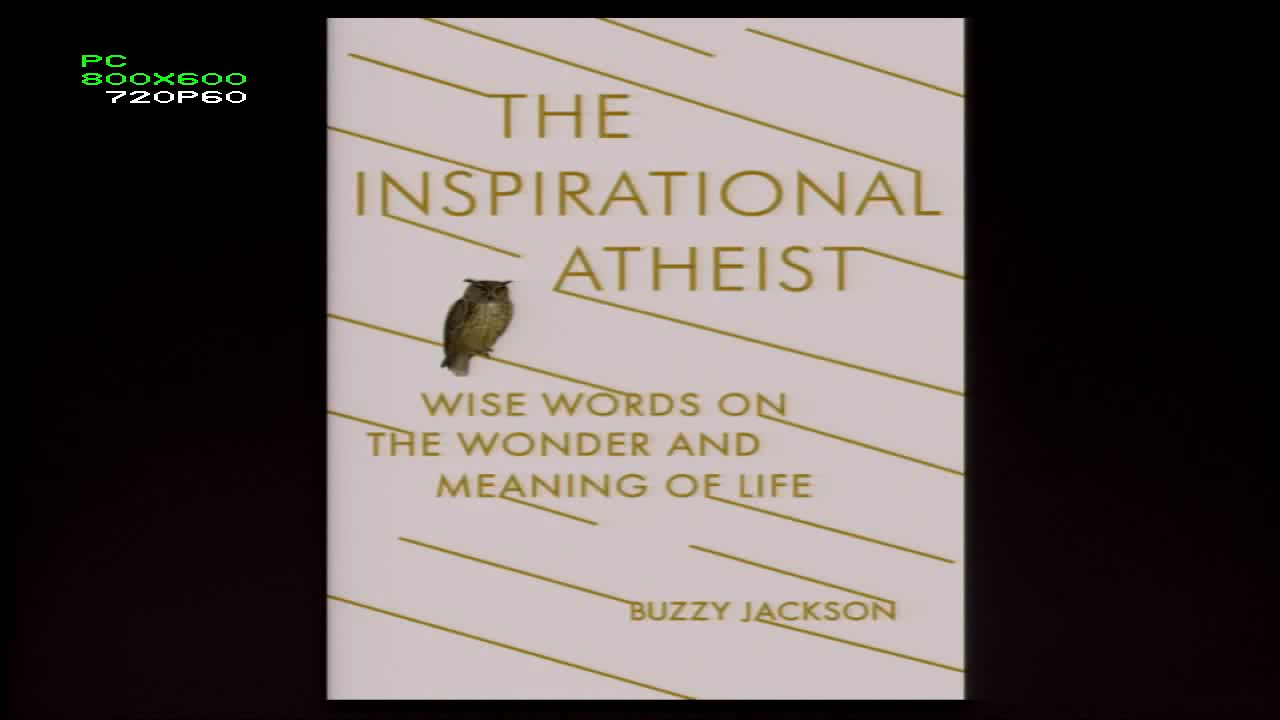 PC
800X600
720P60
THE
INSPIRATIONAL
ATHEIST
WISE WORDS ON
THE WONDER AND
MEANING OF LIFE
BUZZY JACKSON